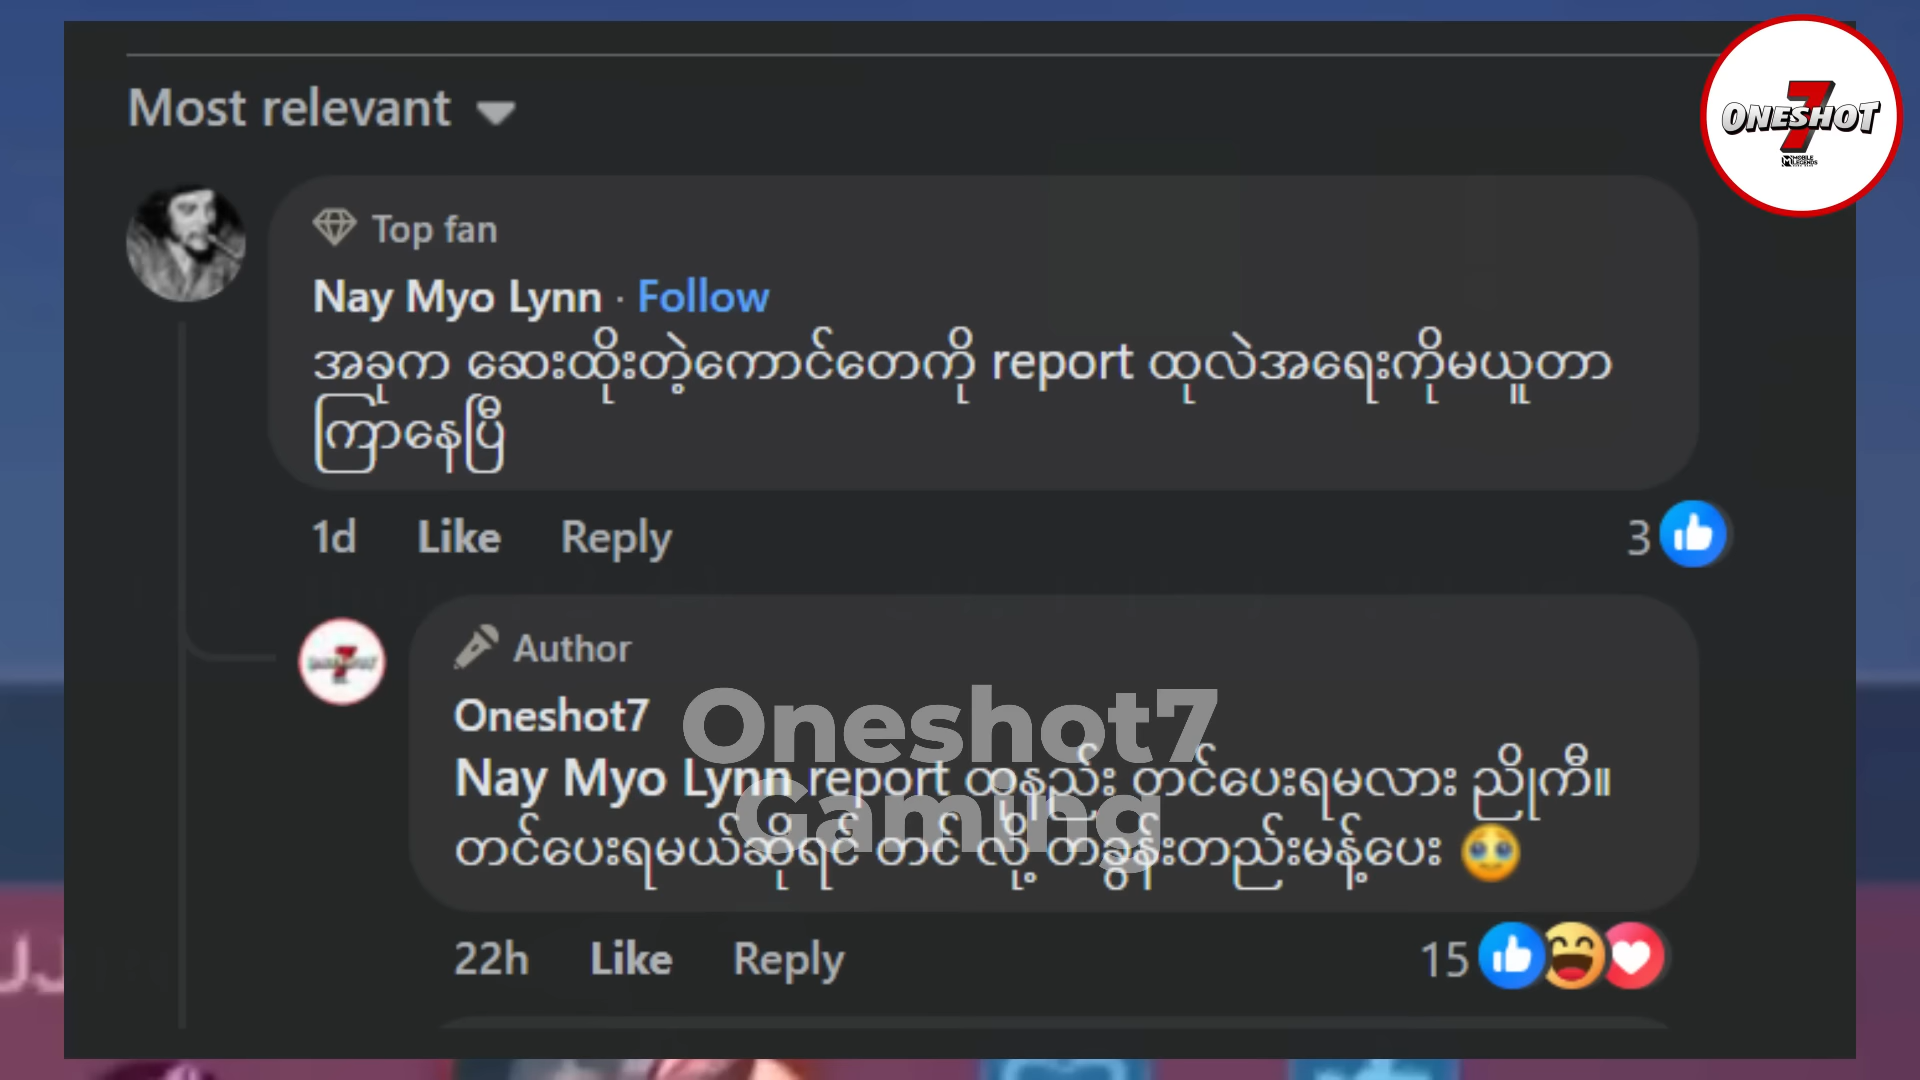 Most relevant
7
ONESHOT
MOBILE
LEGENDS
Top fan
Nay Myo Lynn · Follow
အခုက ဆေးထိုးတဲ့ကောင်တေကို report ထုလဲအရေးကိုမယူတာ
ကြာနေပြီ
1d Like Reply 3
Author
Oneshot7
Oneshot7
Gaming
Nay Myo Lynn report ထုနည်း တင်ပေးရမလား ညိုကီ။
တင်ပေးရမယ်ဆိုရင် တင် လို့ တခွန်းတည်းမန့်ပေး 🥹
22h Like Reply 15